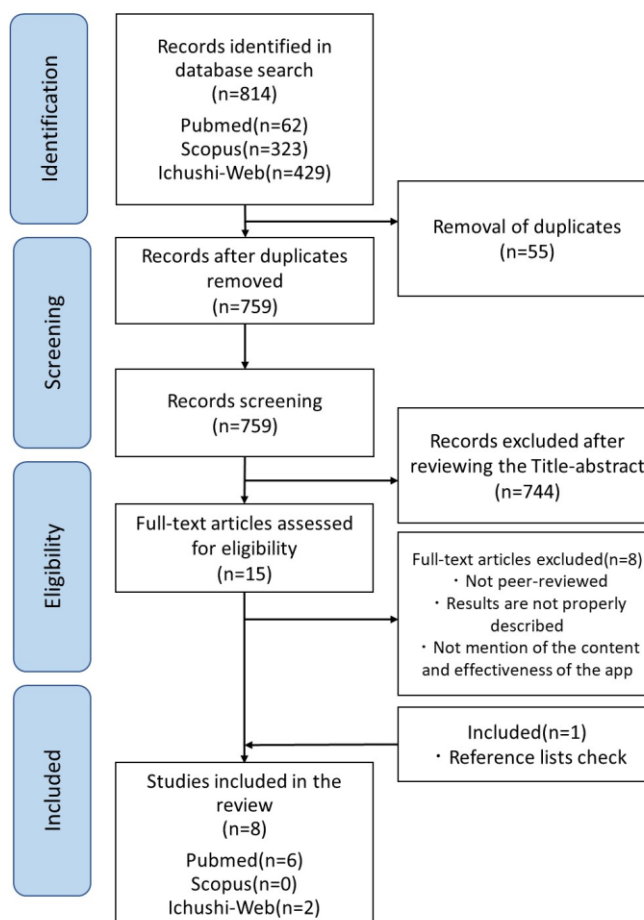 Identification
Records identified in
database search
(n=814)
Pubmed(n=62)
Scopus(n=323)
Ichushi-Web(n=429)
Removal of duplicates
(n=55)
Screening
Records after duplicates
removed
(n=759)
Records screening
(n=759)
Records excluded after
reviewing the Title-abstract
(n=744)
Eligibility
Full-text articles assessed
for eligibility
(n=15)
Full-text articles excluded(n=8)
・Not peer-reviewed
・Results are not properly
described
・Not mention of the content
and effectiveness of the app
Included
Included(n=1)
・Reference lists check
Studies included in the
review
(n=8)
Pubmed(n=6)
Scopus(n=0)
Ichushi-Web(n=2)